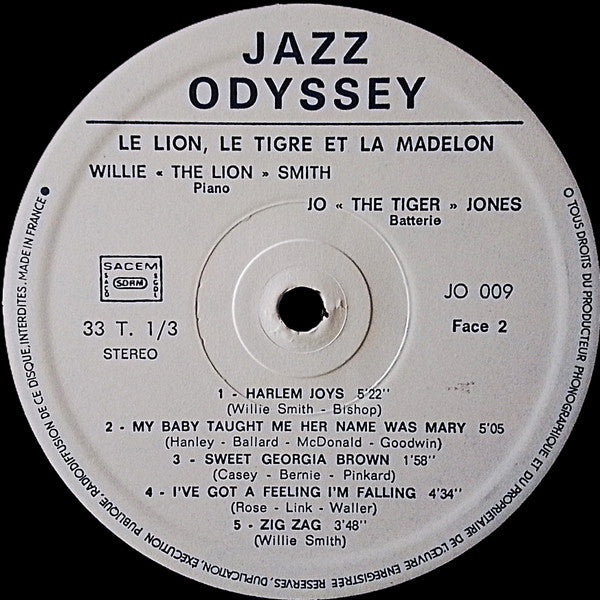 JAZZ
ODYSSEY
LE LION, LE TIGRE ET LA MADELON
WILLIE « THE LION » SMITH
Piano
JO « THE TIGER » JONES
Batterie
SACEM
SACD
SDRM
SGDL
JO 009
33 T. 1/3
Face 2
STEREO
1 - HARLEM JOYS 5'22''
(Willie Smith - Bishop)
2 - MY BABY TAUGHT ME HER NAME WAS MARY 5'05
(Hanley - Ballard - McDonald - Goodwin)
3 - SWEET GEORGIA BROWN 1'58''
(Casey - Bernie - Pinkard)
4 - I'VE GOT A FEELING I'M FALLING 4'34''
(Rose - Link - Waller)
5 - ZIG ZAG 3'48''
(Willie Smith)
O TOUS DROITS DU PRODUCTEUR PHONOGRAPHIQUE ET DU PROPRIETAIRE DE L'ŒUVRE ENREGISTREE RESERVES, DUPLICATION, EXECUTION PUBLIQUE, RADIODIFFUSION DE CE DISQUE, INTERDITES. MADE IN FRANCE ●